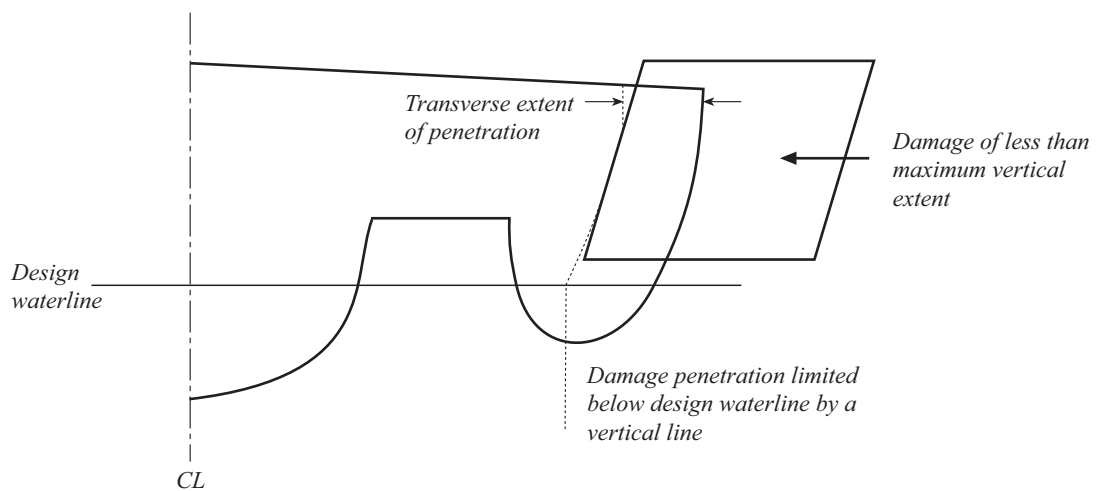 Transverse extent
of penetration
Damage of less than
maximum vertical
extent
Design
waterline
Damage penetration limited
below design waterline by a
vertical line
CL